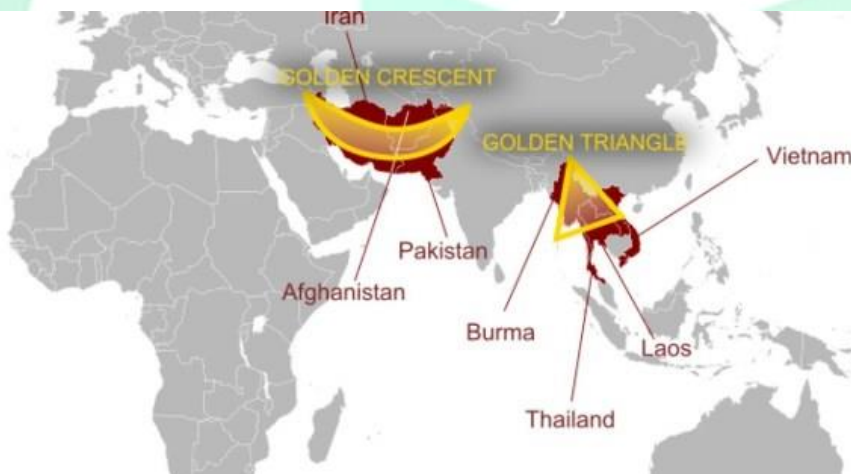 Iran
GOLDEN CRESCENT
GOLDEN TRIANGLE
Vietnam
Pakistan
Afghanistan
Burma
Laos
Thailand